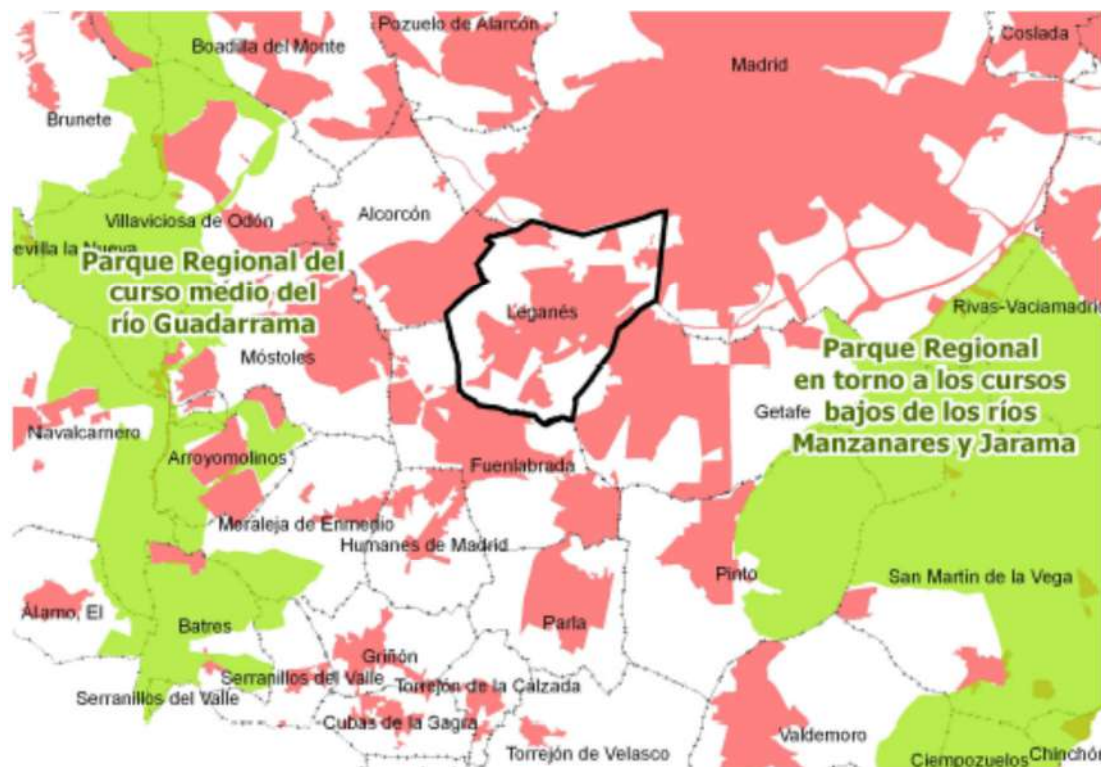 Pozuelo de Alarcón
Boadilla del Monte
Coslada
Madrid
Brunete
Alcorcón
Villaviciosa de Odón
evilla la Nueva
Parque Regional del
curso medio del
río Guadarrama
Leganés
Rivas-Vaciamadrid
Móstoles
Parque Regional
en torno a los cursos
bajos de los ríos
Manzanares y Jarama
Getafe
Navalcarnero
Arroyomolinos
Fuenlabrada
Moraleja de Enmedio
Humanes de Madrid
Pinto
San Martín de la Vega
Álamo, El
Batres
Parla
Griñón
Serranillos del Valle
Torrejón de la Calzada
Serranillos del Valle
Cubas de la Sagra
Valdemoro
Torrejón de Velasco
Ciempozuelos
Chinchón